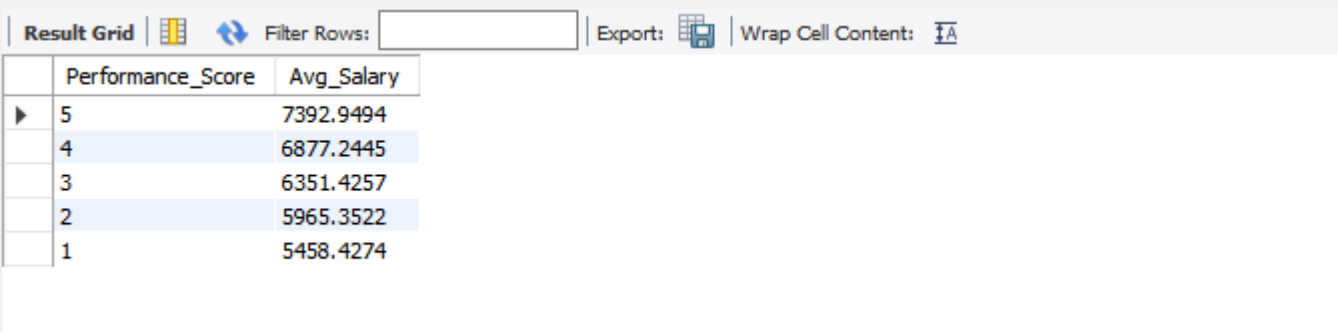 Result Grid Filter Rows: Export: Wrap Cell Content: IA
Performance_Score Avg_Salary
5 7392.9494
4 6877.2445
3 6351.4257
2 5965.3522
1 5458.4274